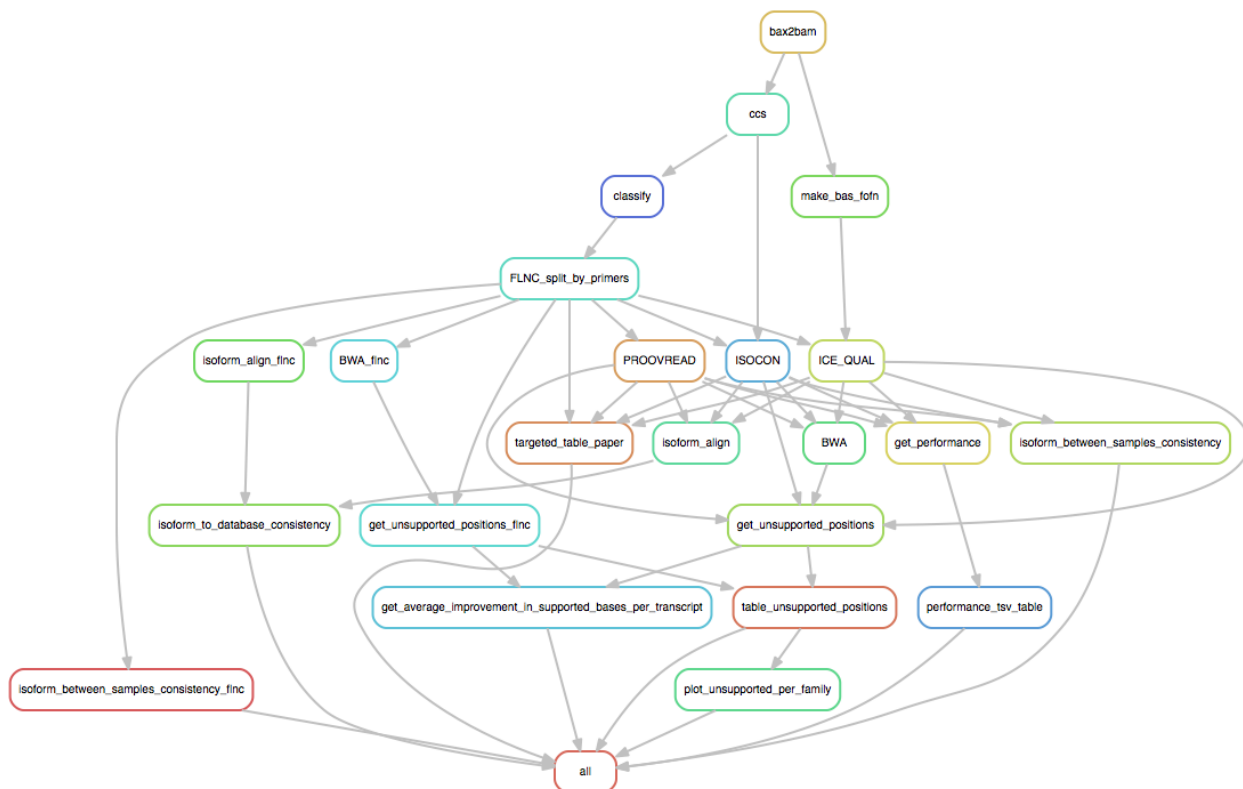 bax2bam
ccs
classify
make_bas_fofn
FLNC_split_by_primers
isoform_align_flnc
BWA_flnc
PROOVREAD
ISOCON
ICE_QUAL
targeted_table_paper
isoform_align
BWA
get_performance
isoform_between_samples_consistency
isoform_to_database_consistency
get_unsupported_positions_flnc
get_unsupported_positions
get_average_improvement_in_supported_bases_per_transcript
table_unsupported_positions
performance_tsv_table
isoform_between_samples_consistency_flnc
plot_unsupported_per_family
all